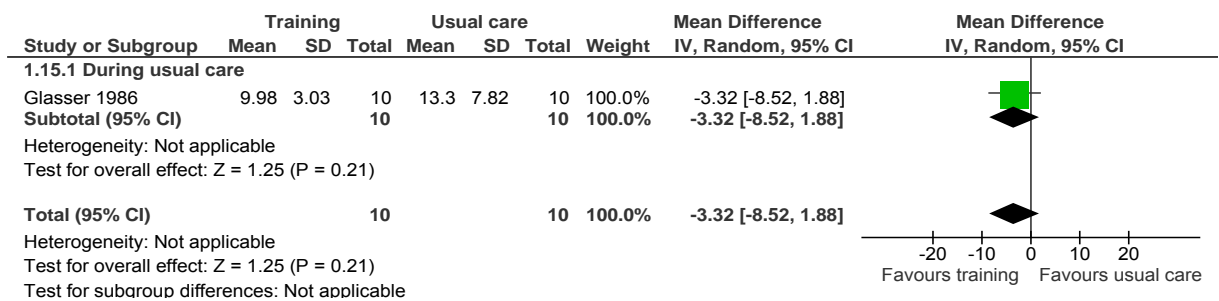 Training Usual care Mean Difference Mean Difference
Study or Subgroup Mean SD Total Mean SD Total Weight IV, Random, 95% CI IV, Random, 95% CI
1.15.1 During usual care
Glasser 1986 9.98 3.03 10 13.3 7.82 10 100.0% -3.32 [-8.52, 1.88]
Subtotal (95% CI) 10 10 100.0% -3.32 [-8.52, 1.88]
Heterogeneity: Not applicable
Test for overall effect: Z = 1.25 (P = 0.21)
Total (95% CI) 10 10 100.0% -3.32 [-8.52, 1.88]
Heterogeneity: Not applicable
Test for overall effect: Z = 1.25 (P = 0.21)
Test for subgroup differences: Not applicable
-20 -10 0 10 20
Favours training Favours usual care